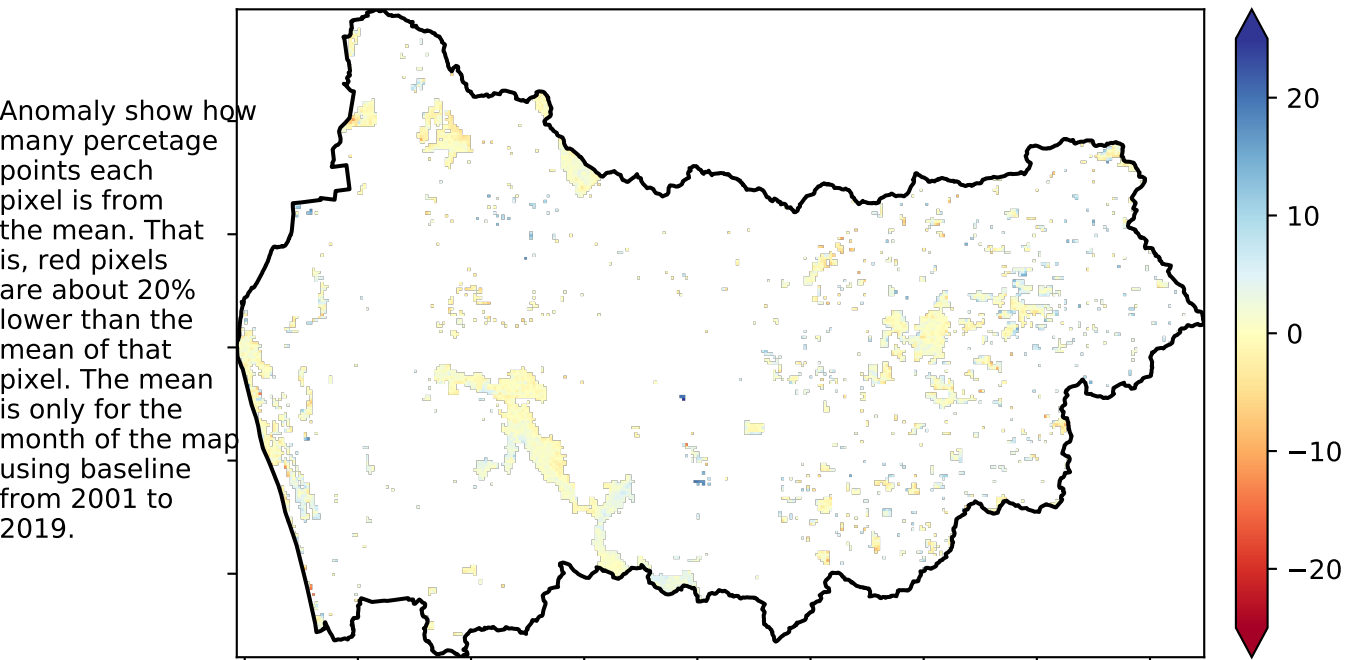 Anomaly show how
many percetage
points each
pixel is from
the mean. That
is, red pixels
are about 20%
lower than the
mean of that
pixel. The mean
is only for the
month of the map
using baseline
from 2001 to
2019.
20
10
0
−10
−20